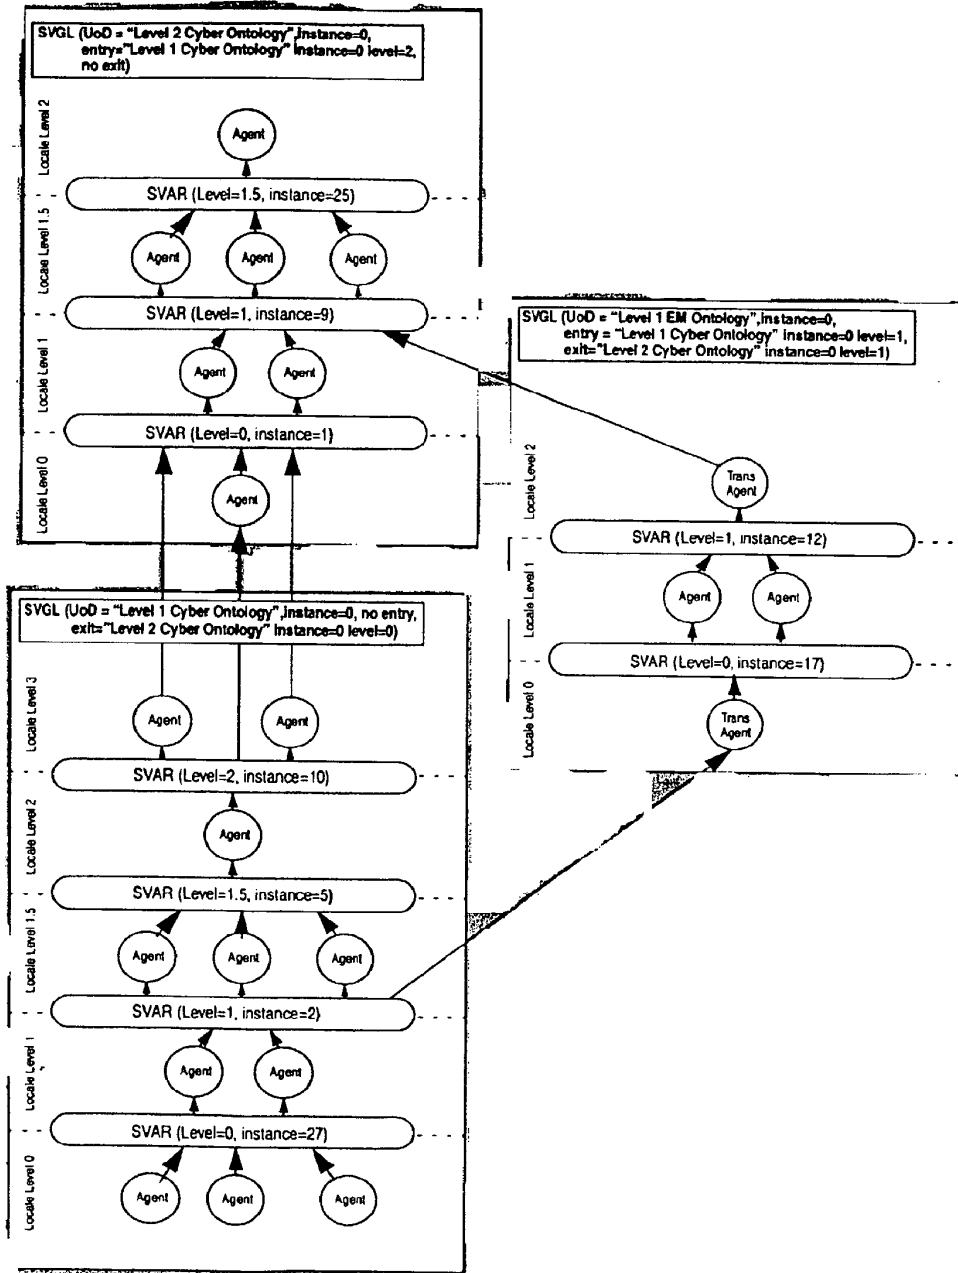 SVGL (UoD = "Level 2 Cyber Ontology",instance=0,
entry="Level 1 Cyber Ontology" instance=0 level=2,
no exit)
Locale Level 2
Agent
SVAR (Level=1.5, instance=25)
Locale Level 1.5
Agent
Agent
Agent
SVAR (Level=1, instance=9)
Locale Level 1
Agent
Agent
SVAR (Level=0, instance=1)
Locale Level 0
Agent
SVGL (UoD = "Level 1 EM Ontology",instance=0,
entry = "Level 1 Cyber Ontology" instance=0 level=1,
exit="Level 2 Cyber Ontology" instance=0 level=1)
Locale Level 2
Trans
Agent
SVAR (Level=1, instance=12)
Locale Level 1
Agent
Agent
SVAR (Level=0, instance=17)
Locale Level 0
Trans
Agent
SVGL (UoD = "Level 1 Cyber Ontology",instance=0, no entry,
exit="Level 2 Cyber Ontology" instance=0 level=0)
Locale Level 3
Agent
Agent
SVAR (Level=2, instance=10)
Locale Level 2
Agent
SVAR (Level=1.5, instance=5)
Locale Level 1.5
Agent
Agent
Agent
SVAR (Level=1, instance=2)
Locale Level 1
Agent
Agent
SVAR (Level=0, instance=27)
Locale Level 0
Agent
Agent
Agent